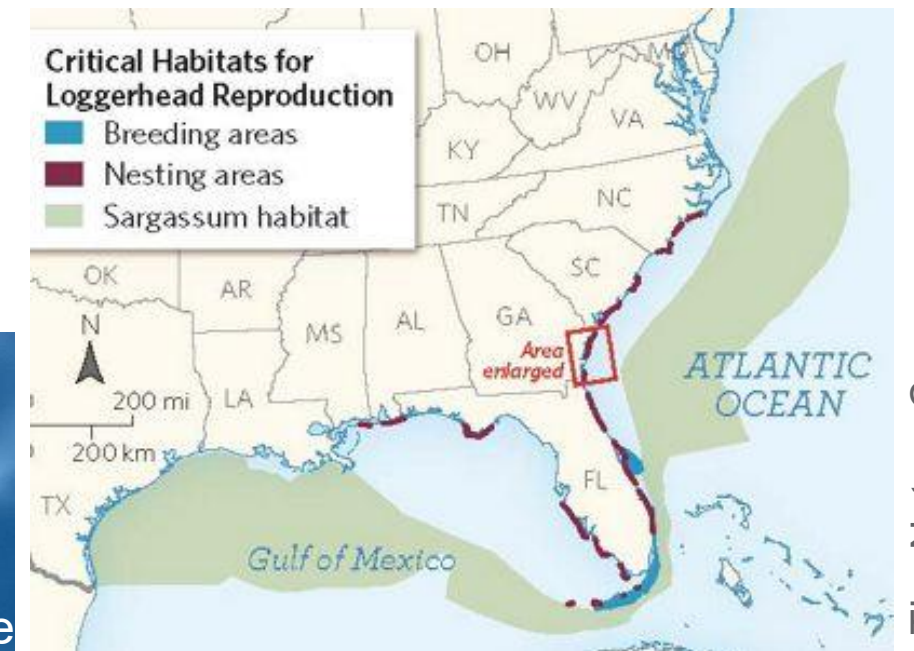 Critical Habitats for
Loggerhead Reproduction
Breeding areas
Nesting areas
Sargassum habitat
OH
WV
VA
KY
NC
TN
SC
OK
AR
N
MS
AL
GA
Area
enlarged
ATLANTIC
OCEAN
200 mi
LA
200 km
FL
TX
Gulf of Mexico